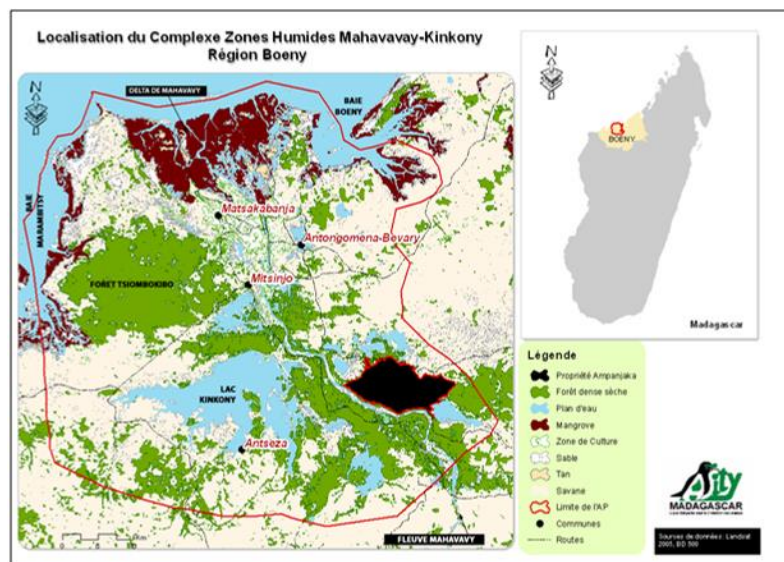 Localisation du Complexe Zones Humides Mahavavay-Kinkony
Région Boeny
N
DELTA DE MAHAVAVY
BAIE
BOENY
BAIE
MARAMBITSY
Matsakabanja
Antongomena-Bevary
Mitsinjo
FORET TSIOMBOKIBO
LAC
KINKONY
Antseza
FLEUVE MAHAVAVY
N
BOENY
Madagascar
Légende
Propriété Ampanjaka
Forêt dense sèche
Plan d'eau
Mangrove
Zone de Culture
Sable
Tan
Savane
Limite de l'AP
Communes
Routes
Asity
MADAGASCAR
Sources de données: Landsat
2005, BD 500